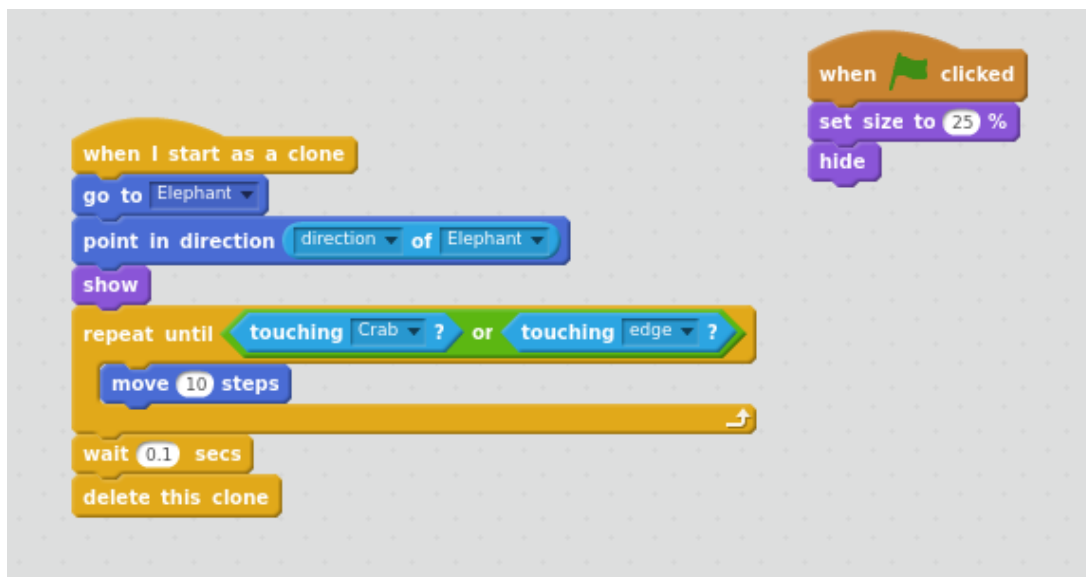 when I start as a clone
go to Elephant
point in direction direction of Elephant
show
repeat until touching Crab ? or touching edge ?
move 10 steps
wait 0.1 secs
delete this clone
when clicked
set size to 25 %
hide